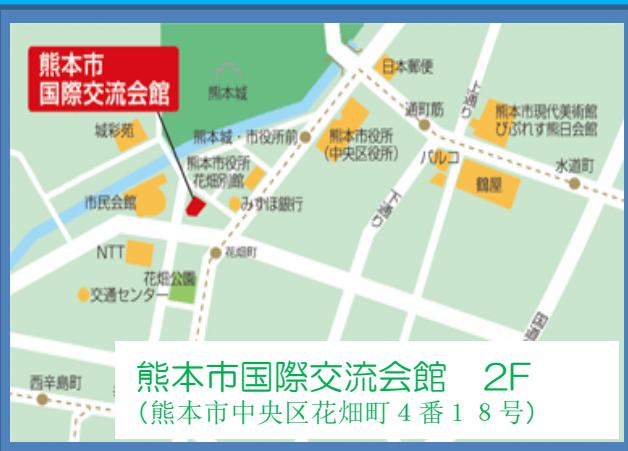 熊本市
国際交流会館
熊本城
日本郵便
上通り
通町筋
熊本市現代美術館
びぷれす熊日会館
城彩苑
熊本城・市役所前
熊本市役所
(中央区役所)
パルコ
水道町
熊本市役所
花畑別館
鶴屋
市民会館
みずほ銀行
下通り
NTT
花畑町
花畑公園
交通センター
国道
西辛島町
熊本市国際交流会館　2F
(熊本市中央区花畑町４番１８号)